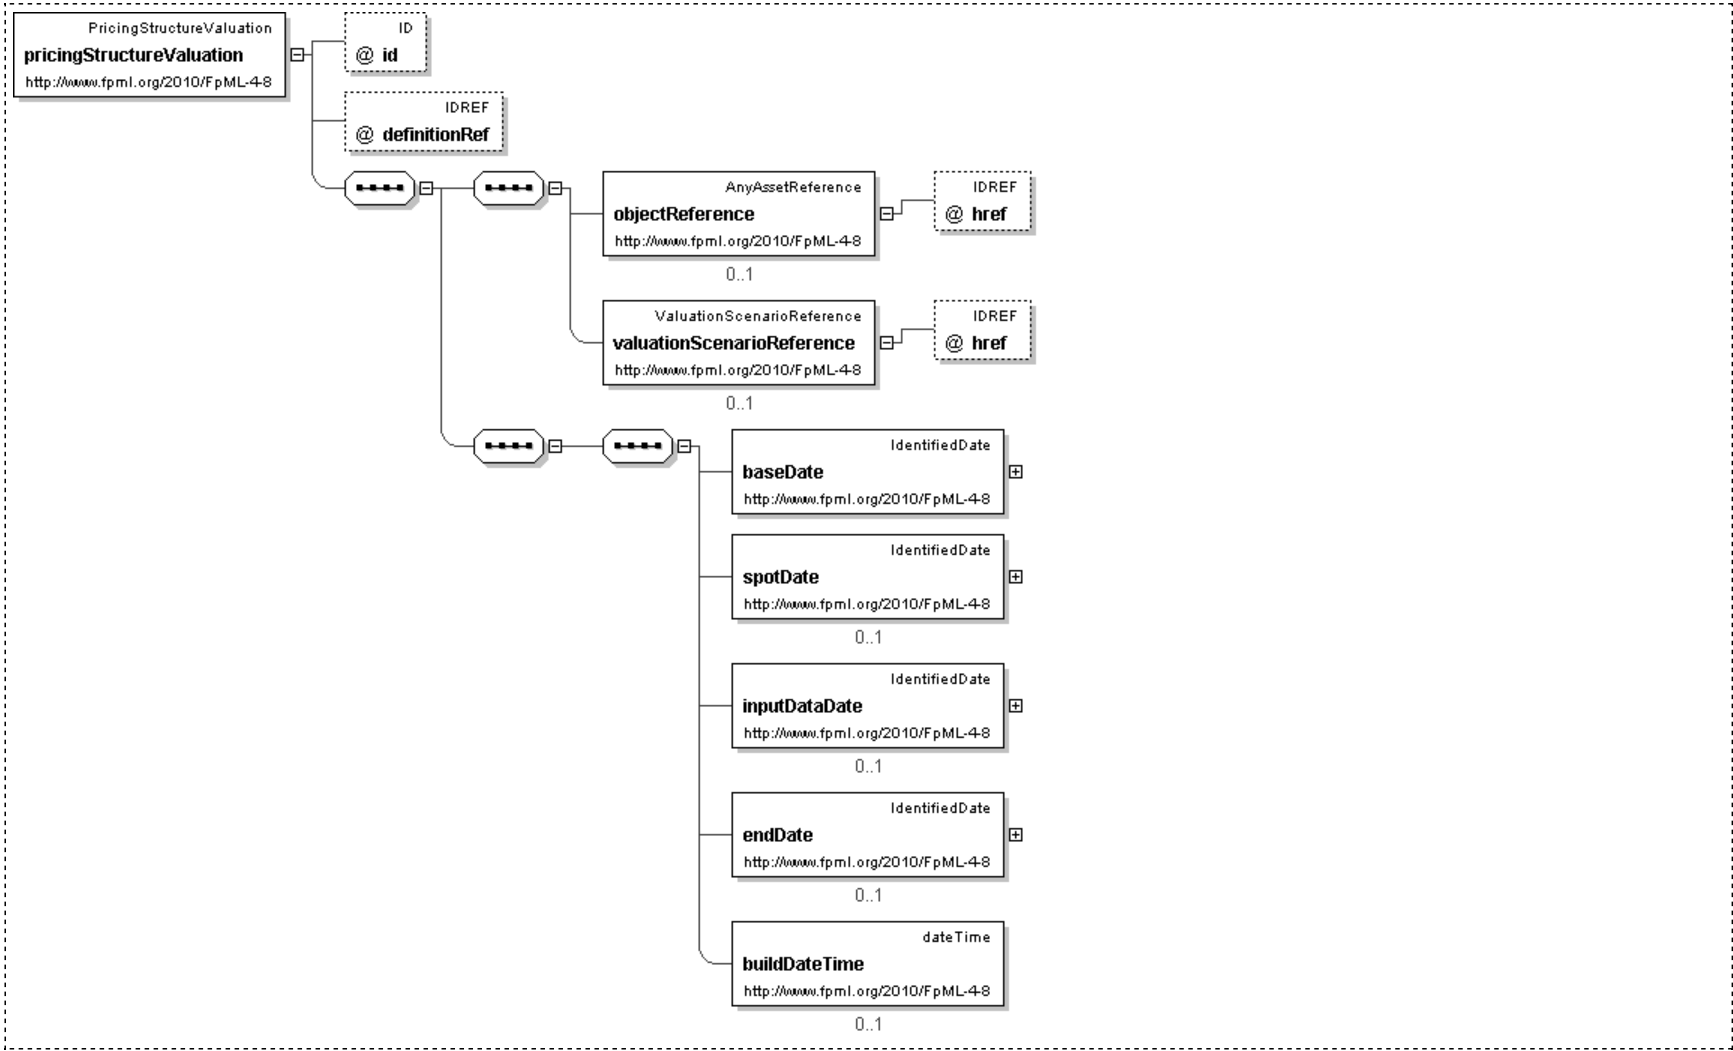 PricingStructureValuation
pricingStructureValuation
http://www.fpml.org/2010/FpML-4-8
ID
@ id
IDREF
@ definitionRef
AnyAssetReference
objectReference
http://www.fpml.org/2010/FpML-4-8
0..1
IDREF
@ href
ValuationScenarioReference
valuationScenarioReference
http://www.fpml.org/2010/FpML-4-8
0..1
IDREF
@ href
IdentifiedDate
baseDate
http://www.fpml.org/2010/FpML-4-8
IdentifiedDate
spotDate
http://www.fpml.org/2010/FpML-4-8
0..1
IdentifiedDate
inputDataDate
http://www.fpml.org/2010/FpML-4-8
0..1
IdentifiedDate
endDate
http://www.fpml.org/2010/FpML-4-8
0..1
dateTime
buildDateTime
http://www.fpml.org/2010/FpML-4-8
0..1